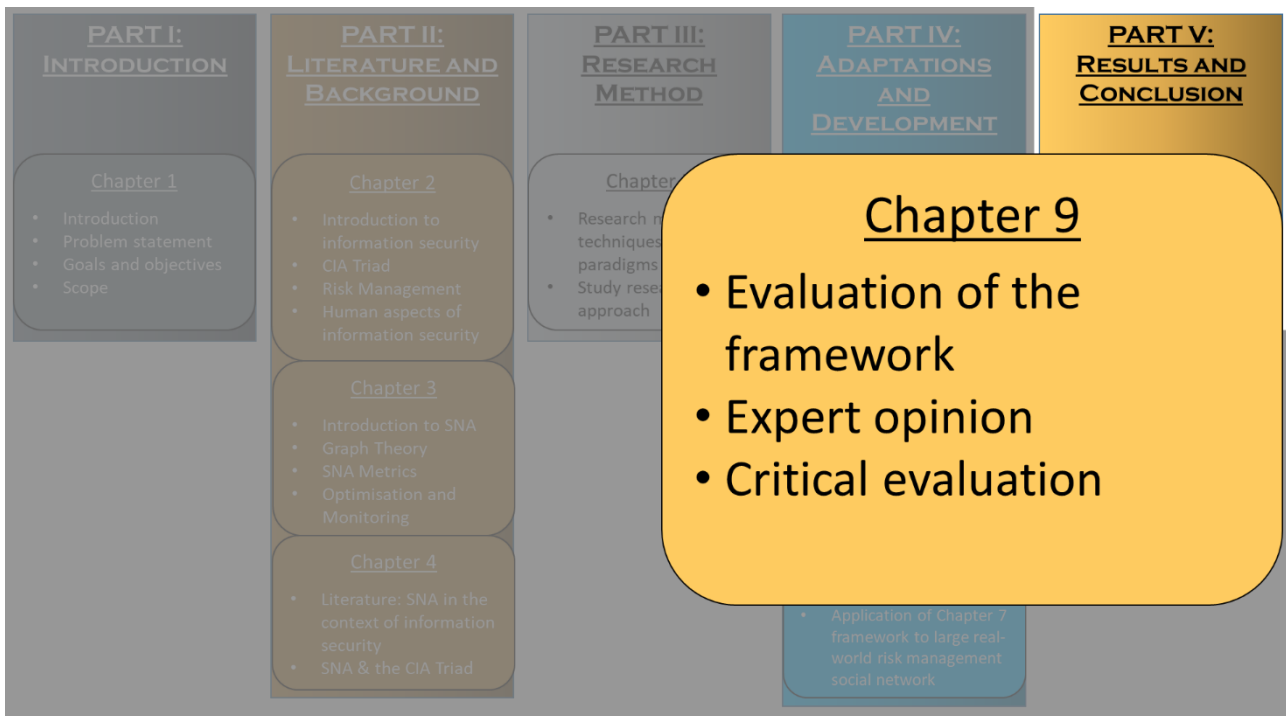 PART I:
INTRODUCTION
Chapter 1
• Introduction
• Problem statement
• Goals and objectives
• Scope
PART II:
LITERATURE AND
BACKGROUND
Chapter 2
• Introduction to
information security
• CIA Triad
• Risk Management
• Human aspects of
information security
Chapter 3
• Introduction to SNA
• Graph Theory
• SNA Metrics
• Optimisation and
Monitoring
Chapter 4
• Literature: SNA in the
context of information
security
• SNA & the CIA Triad
PART III:
RESEARCH
METHOD
Chapter
• Research
techniques
paradigms
• Study
approach
PART IV:
ADAPTATIONS
AND
DEVELOPMENT
• Application of Chapter 7
framework to large real-
world risk management
social network
PART V:
RESULTS AND
CONCLUSION
Chapter 9
• Evaluation of the
framework
• Expert opinion
• Critical evaluation